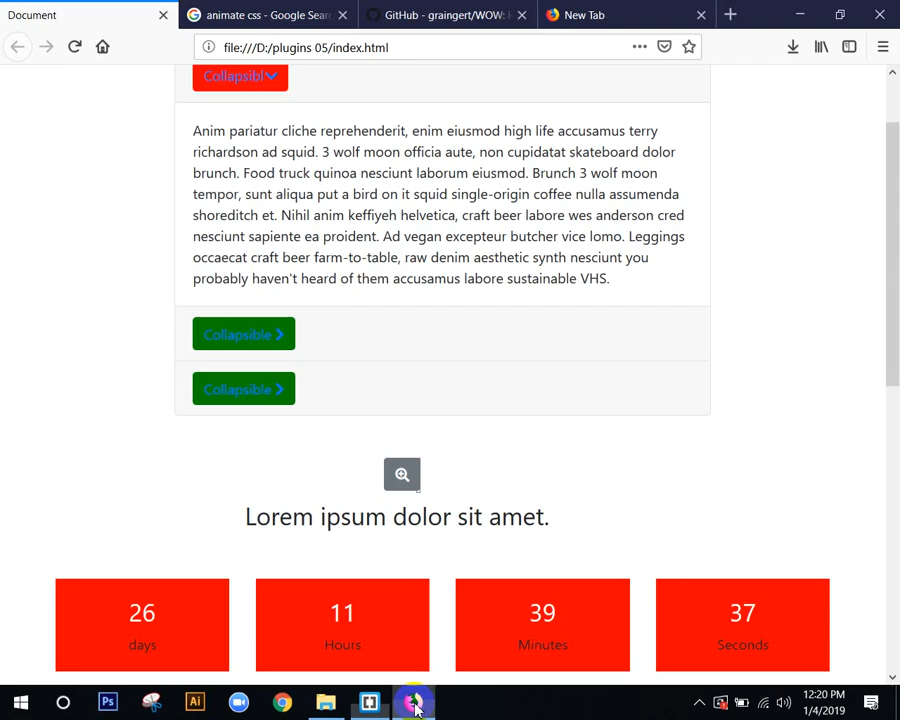 Document
animate css - Google Sear
GitHub - graingert/WOW: R
New Tab
file:///D:/plugins 05/index.html
Collapsibl
Anim pariatur cliche reprehenderit, enim eiusmod high life accusamus terry
richardson ad squid. 3 wolf moon officia aute, non cupidatat skateboard dolor
brunch. Food truck quinoa nesciunt laborum eiusmod. Brunch 3 wolf moon
tempor, sunt aliqua put a bird on it squid single-origin coffee nulla assumenda
shoreditch et. Nihil anim keffiyeh helvetica, craft beer labore wes anderson cred
nesciunt sapiente ea proident. Ad vegan excepteur butcher vice lomo. Leggings
occaecat craft beer farm-to-table, raw denim aesthetic synth nesciunt you
probably haven't heard of them accusamus labore sustainable VHS.
Collapsible
Collapsible
Lorem ipsum dolor sit amet.
26 11 39 37
days Hours Minutes Seconds
Ps Ai
12:20 PM
1/4/2019